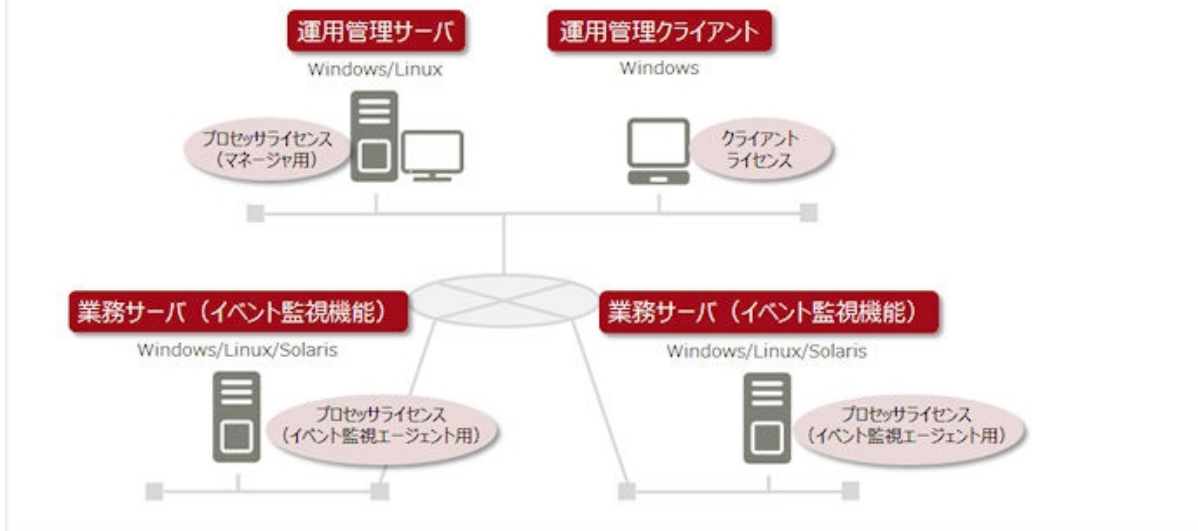 運用管理サーバ
運用管理クライアント
Windows/Linux
Windows
プロセッサライセンス
（マネージャ用）
クライアント
ライセンス
業務サーバ（イベント監視機能）
業務サーバ（イベント監視機能）
Windows/Linux/Solaris
Windows/Linux/Solaris
プロセッサライセンス
（イベント監視エージェント用）
プロセッサライセンス
（イベント監視エージェント用）